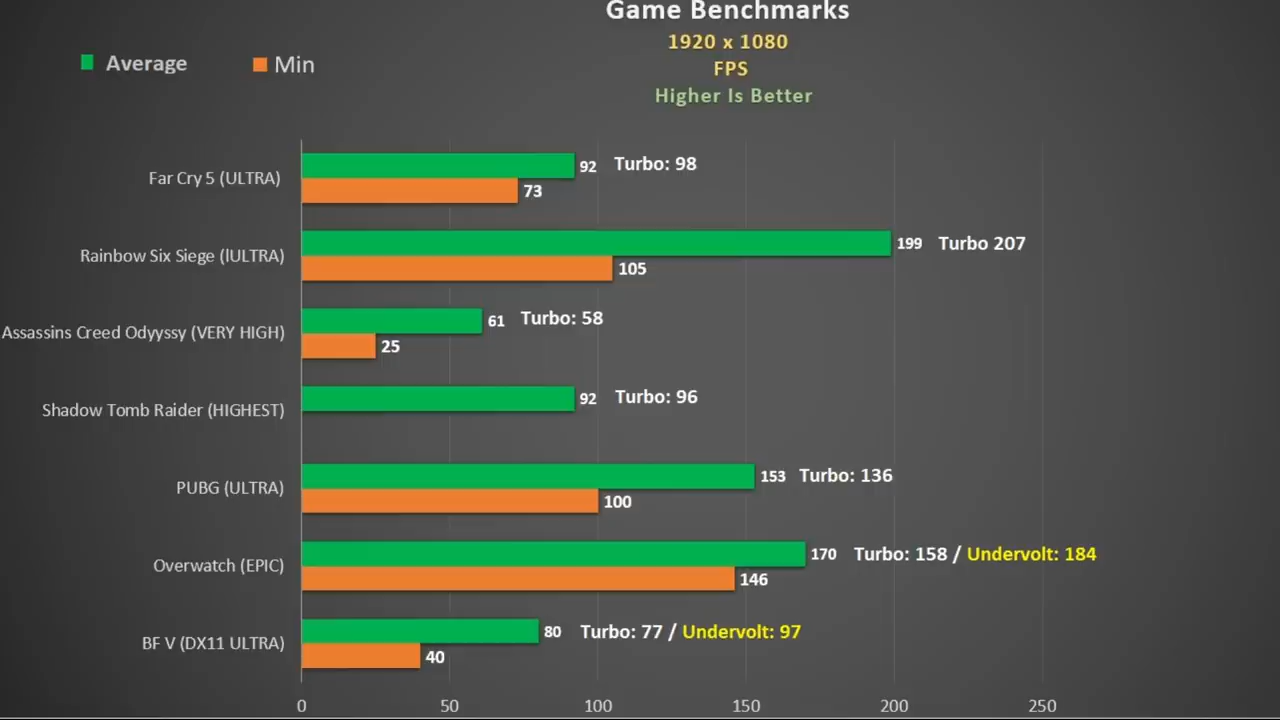 Game Benchmarks
1920 x 1080
FPS
Higher Is Better
Average
Min
Far Cry 5 (ULTRA)
92 Turbo: 98
73
Rainbow Six Siege (lULTRA)
199 Turbo 207
105
Assassins Creed Odyyssy (VERY HIGH)
61 Turbo: 58
25
Shadow Tomb Raider (HIGHEST)
92 Turbo: 96
PUBG (ULTRA)
153 Turbo: 136
100
Overwatch (EPIC)
170 Turbo: 158 / Undervolt: 184
146
BF V (DX11 ULTRA)
80 Turbo: 77 / Undervolt: 97
40
0 50 100 150 200 250